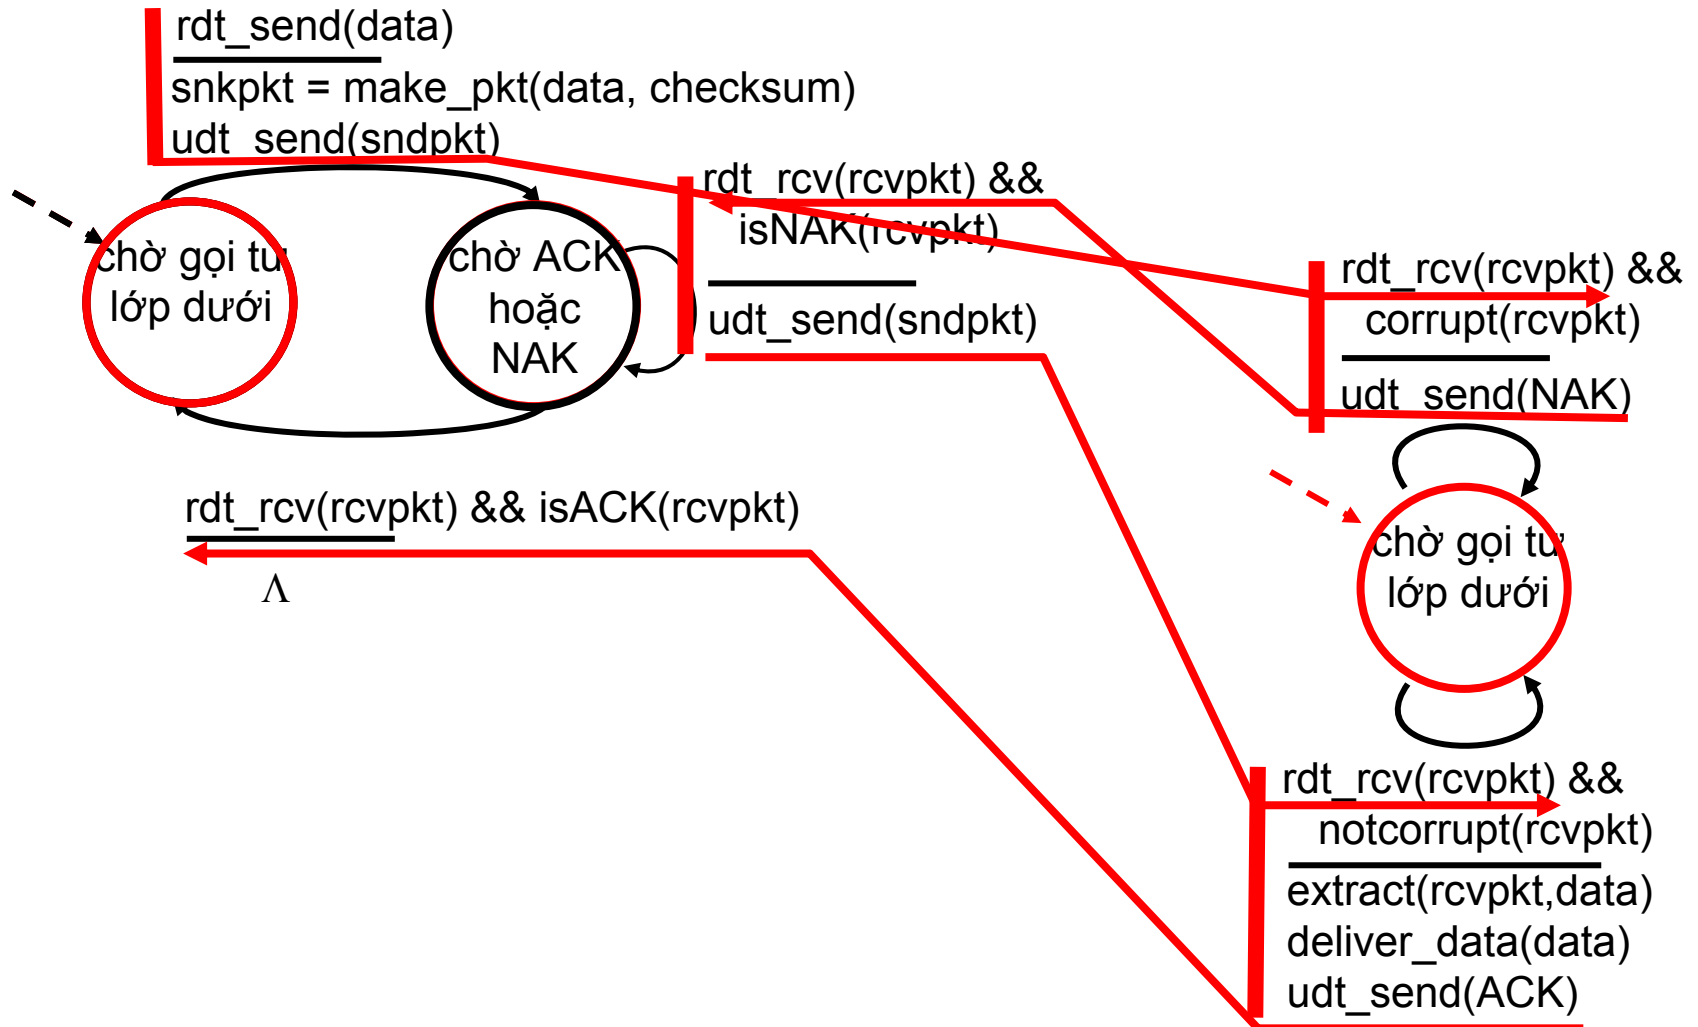 rdt_send(data)
snkpkt = make_pkt(data, checksum)
udt_send(sndpkt)
chờ gọi từ
lớp dưới
chờ ACK
hoặc
NAK
rdt_rcv(rcvpkt) &&
isNAK(rcvpkt)
udt_send(sndpkt)
rdt_rcv(rcvpkt) && isACK(rcvpkt)
Λ
rdt_rcv(rcvpkt) &&
corrupt(rcvpkt)
udt_send(NAK)
chờ gọi từ
lớp dưới
rdt_rcv(rcvpkt) &&
notcorrupt(rcvpkt)
extract(rcvpkt,data)
deliver_data(data)
udt_send(ACK)